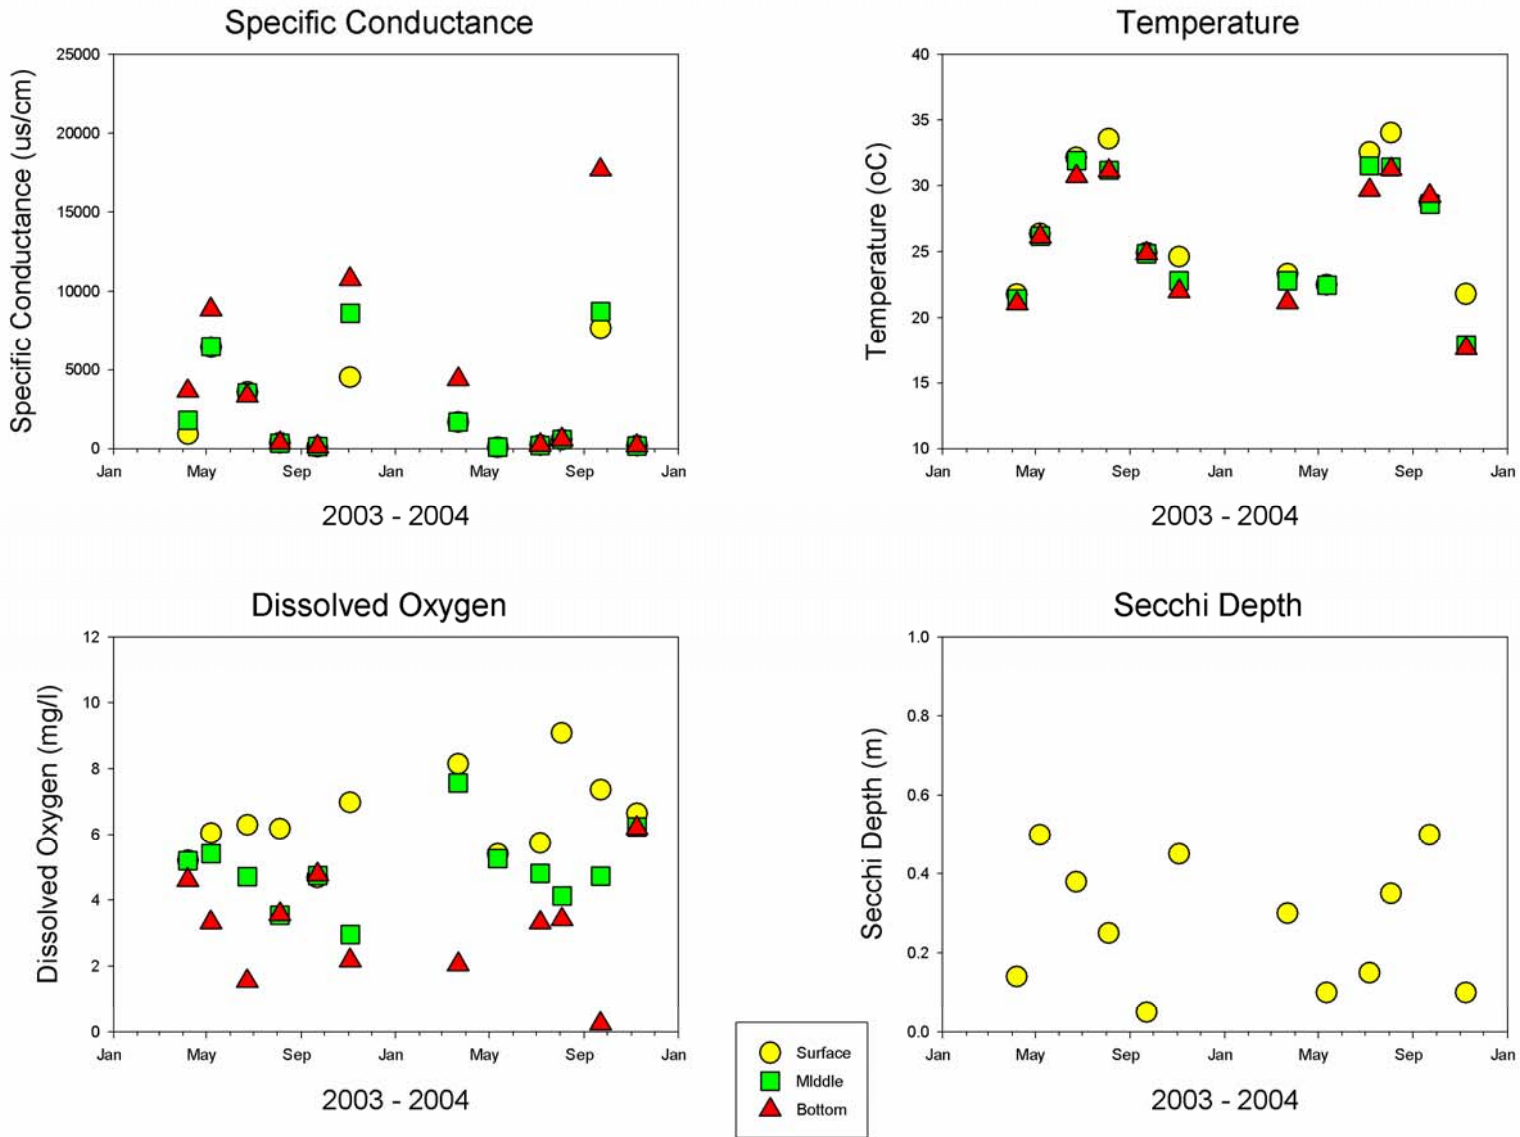 Specific Conductance
Specific Conductance (us/cm)
25000
20000
15000
10000
5000
0
Jan May Sep Jan May Sep Jan
2003 - 2004
Temperature
Temperature (oC)
40
35
30
25
20
15
10
Jan May Sep Jan May Sep Jan
2003 - 2004
Dissolved Oxygen
Dissolved Oxygen (mg/l)
12
10
8
6
4
2
0
Jan May Sep Jan May Sep Jan
2003 - 2004
Secchi Depth
Secchi Depth (m)
1.0
0.8
0.6
0.4
0.2
0.0
Jan May Sep Jan May Sep Jan
2003 - 2004
Surface
MIddle
Bottom